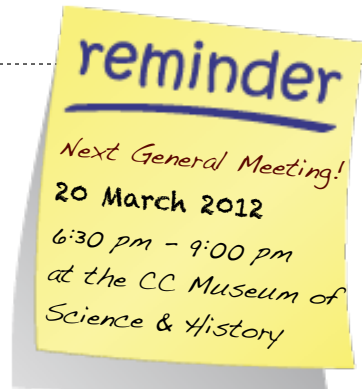 reminder
Next General Meeting!
20 March 2012
6:30 pm - 9:00 pm
at the CC Museum of
Science & History